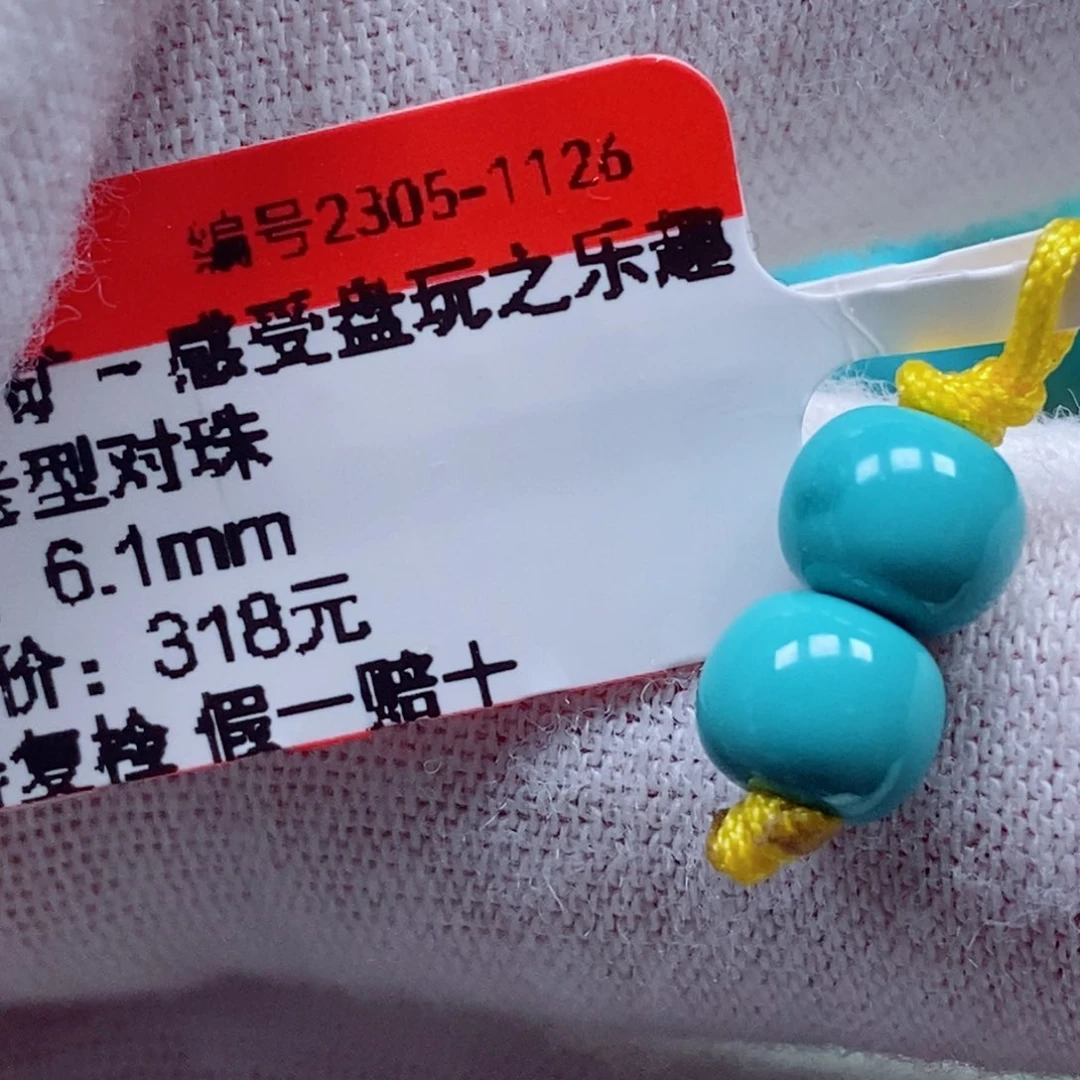 编号2305-1126
矿~感受盘玩之乐趣
型对珠
6.1mm
价：318元
复检 假一赔十